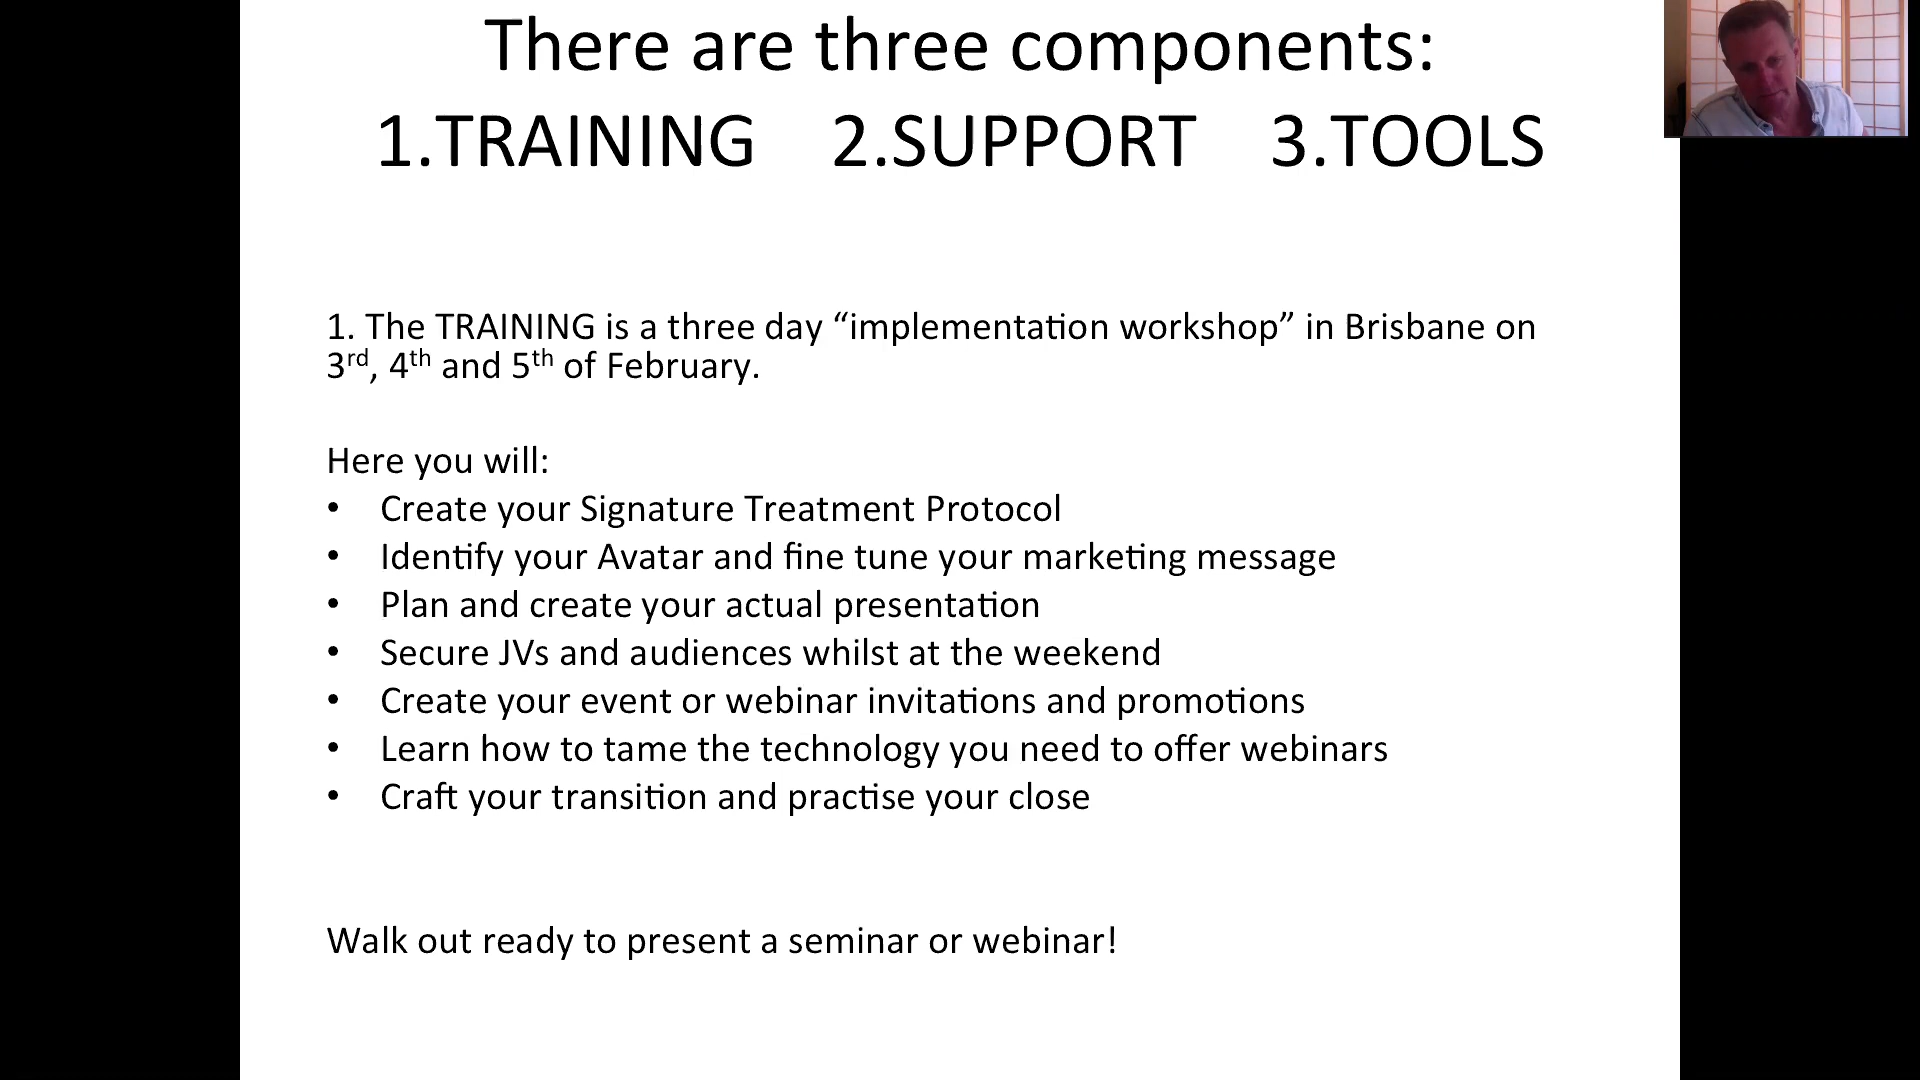 There are three components:
1.TRAINING 2.SUPPORT 3.TOOLS
1. The TRAINING is a three day “implementation workshop” in Brisbane on
3rd, 4th and 5th of February.
Here you will:
• Create your Signature Treatment Protocol
• Identify your Avatar and fine tune your marketing message
• Plan and create your actual presentation
• Secure JVs and audiences whilst at the weekend
• Create your event or webinar invitations and promotions
• Learn how to tame the technology you need to offer webinars
• Craft your transition and practise your close
Walk out ready to present a seminar or webinar!